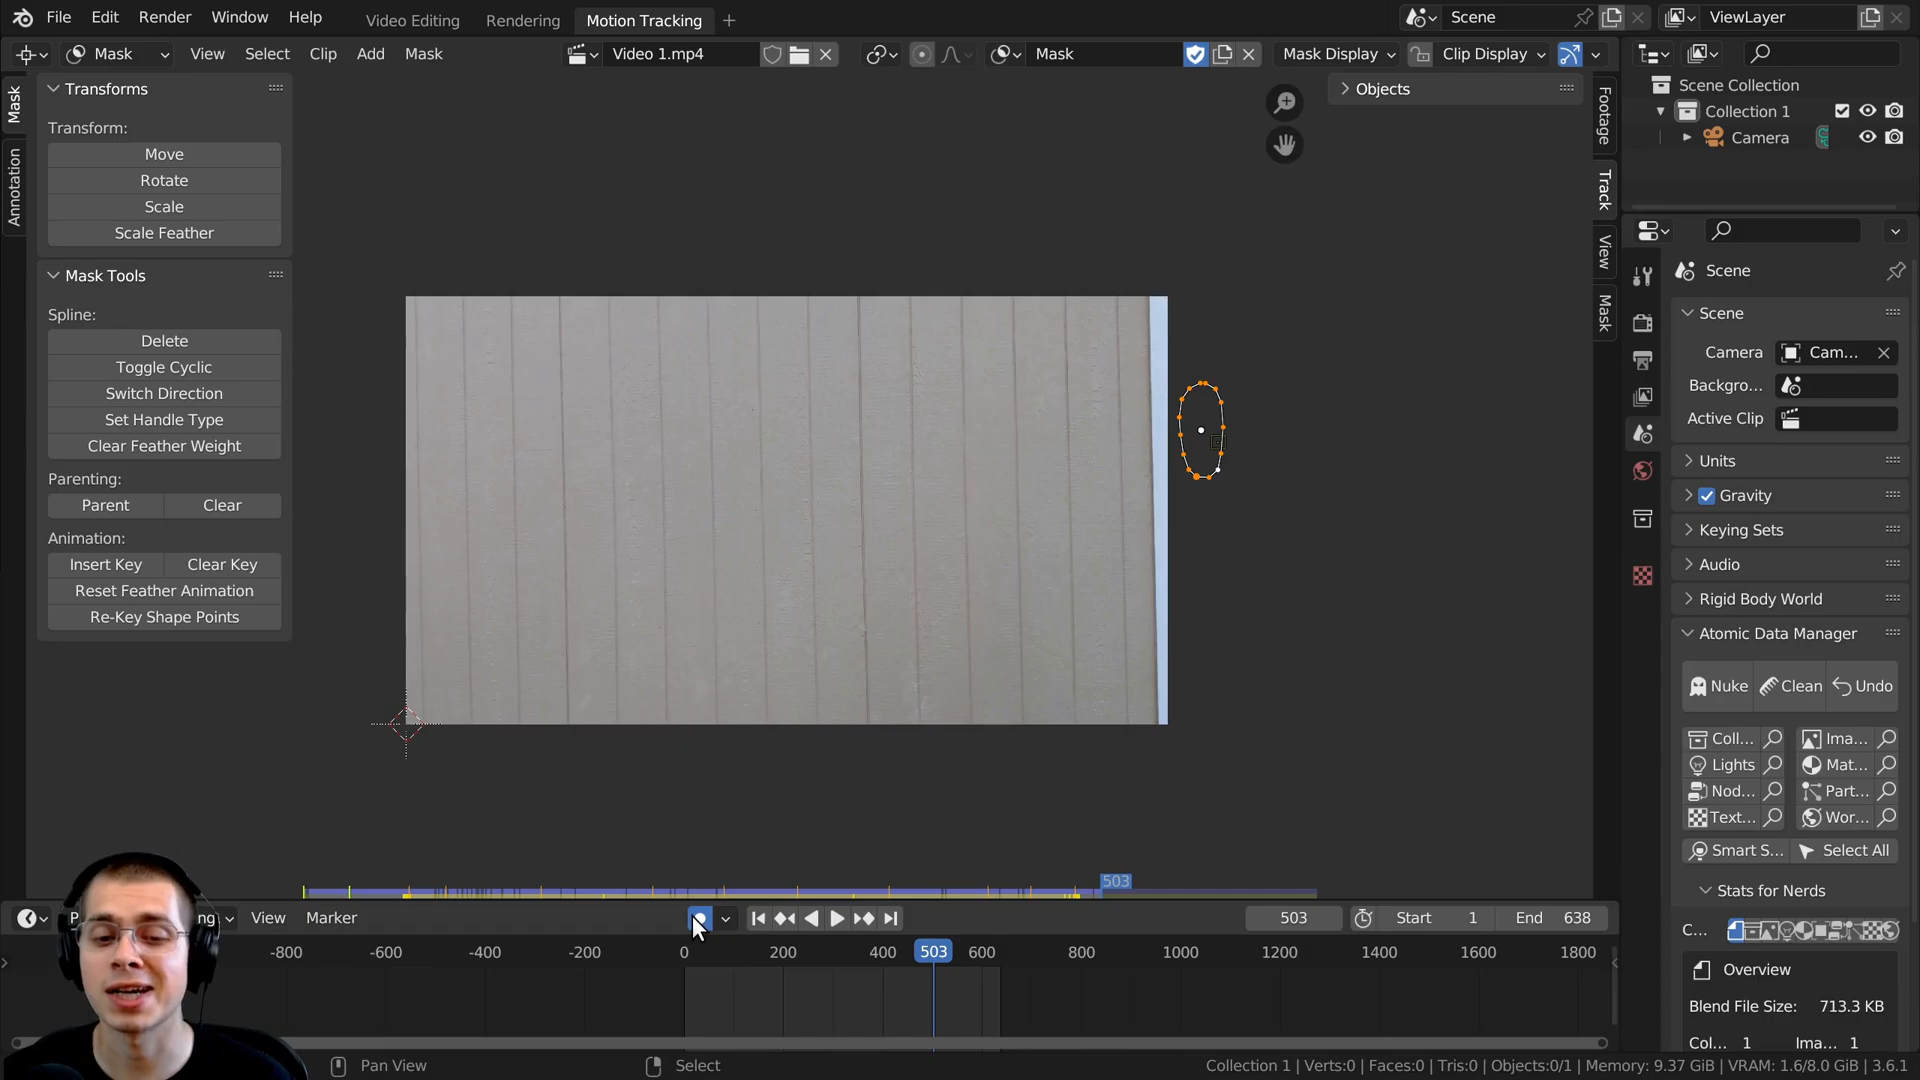 File Edit Render Window Help Video Editing Rendering Motion Tracking + Scene ViewLayer
Mask View Select Clip Add Mask Video 1.mp4 Mask Mask Display Clip Display
Transforms
Transform:
Move
Rotate
Scale
Scale Feather
Mask Tools
Spline:
Delete
Toggle Cyclic
Switch Direction
Set Handle Type
Clear Feather Weight
Parenting:
Parent Clear
Animation:
Insert Key Clear Key
Reset Feather Animation
Re-Key Shape Points
Mask
Annotation
Objects
Footage
Track
View
Mask
Scene Collection
Collection 1
Camera
Scene
Scene
Camera Cam...
Backgro...
Active Clip
Units
Gravity
Keying Sets
Audio
Rigid Body World
Atomic Data Manager
Nuke Clean Undo
Coll... Ima...
Lights Mat...
Nod... Part...
Text... Wor...
Smart S... Select All
Stats for Nerds
C...
Overview
Blend File Size: 713.3 KB
Col... 1 Ima... 1
503
View Marker 503 Start 1 End 638
-800 -600 -400 -200 0 200 400 503 600 800 1000 1200 1400 1600 1800
Pan View Select Collection 1 | Verts:0 | Faces:0 | Tris:0 | Objects:0/1 | Memory: 9.37 GiB | VRAM: 1.6/8.0 GiB | 3.6.1